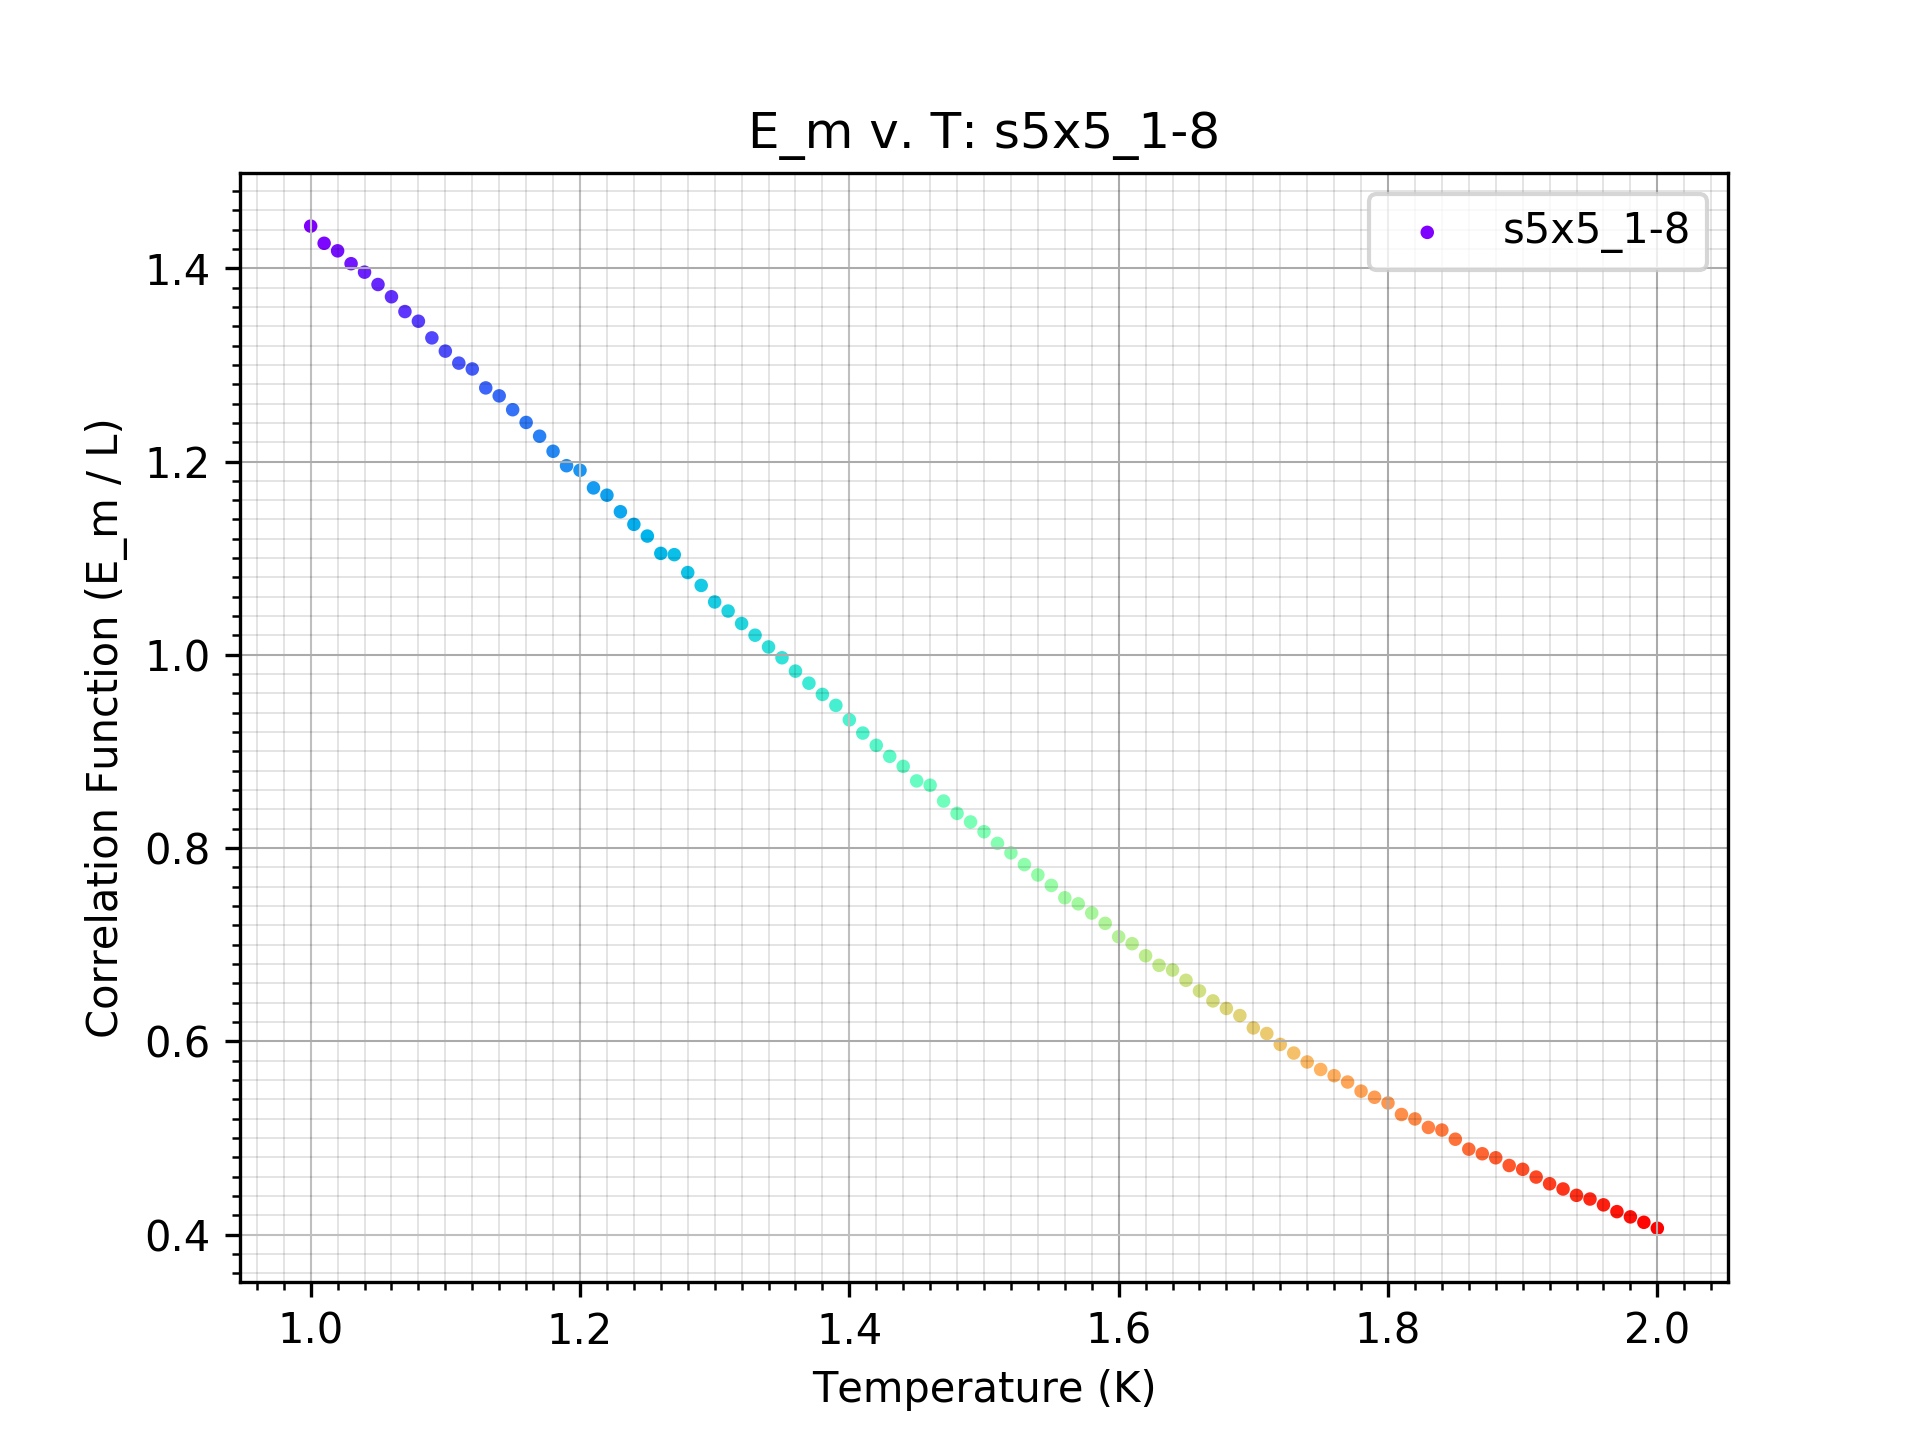 E_m v. T: s5x5_1-8
s5x5_1-8
Correlation Function (E_m / L)
1.4
1.2
1.0
0.8
0.6
0.4
1.0 1.2 1.4 1.6 1.8 2.0
Temperature (K)